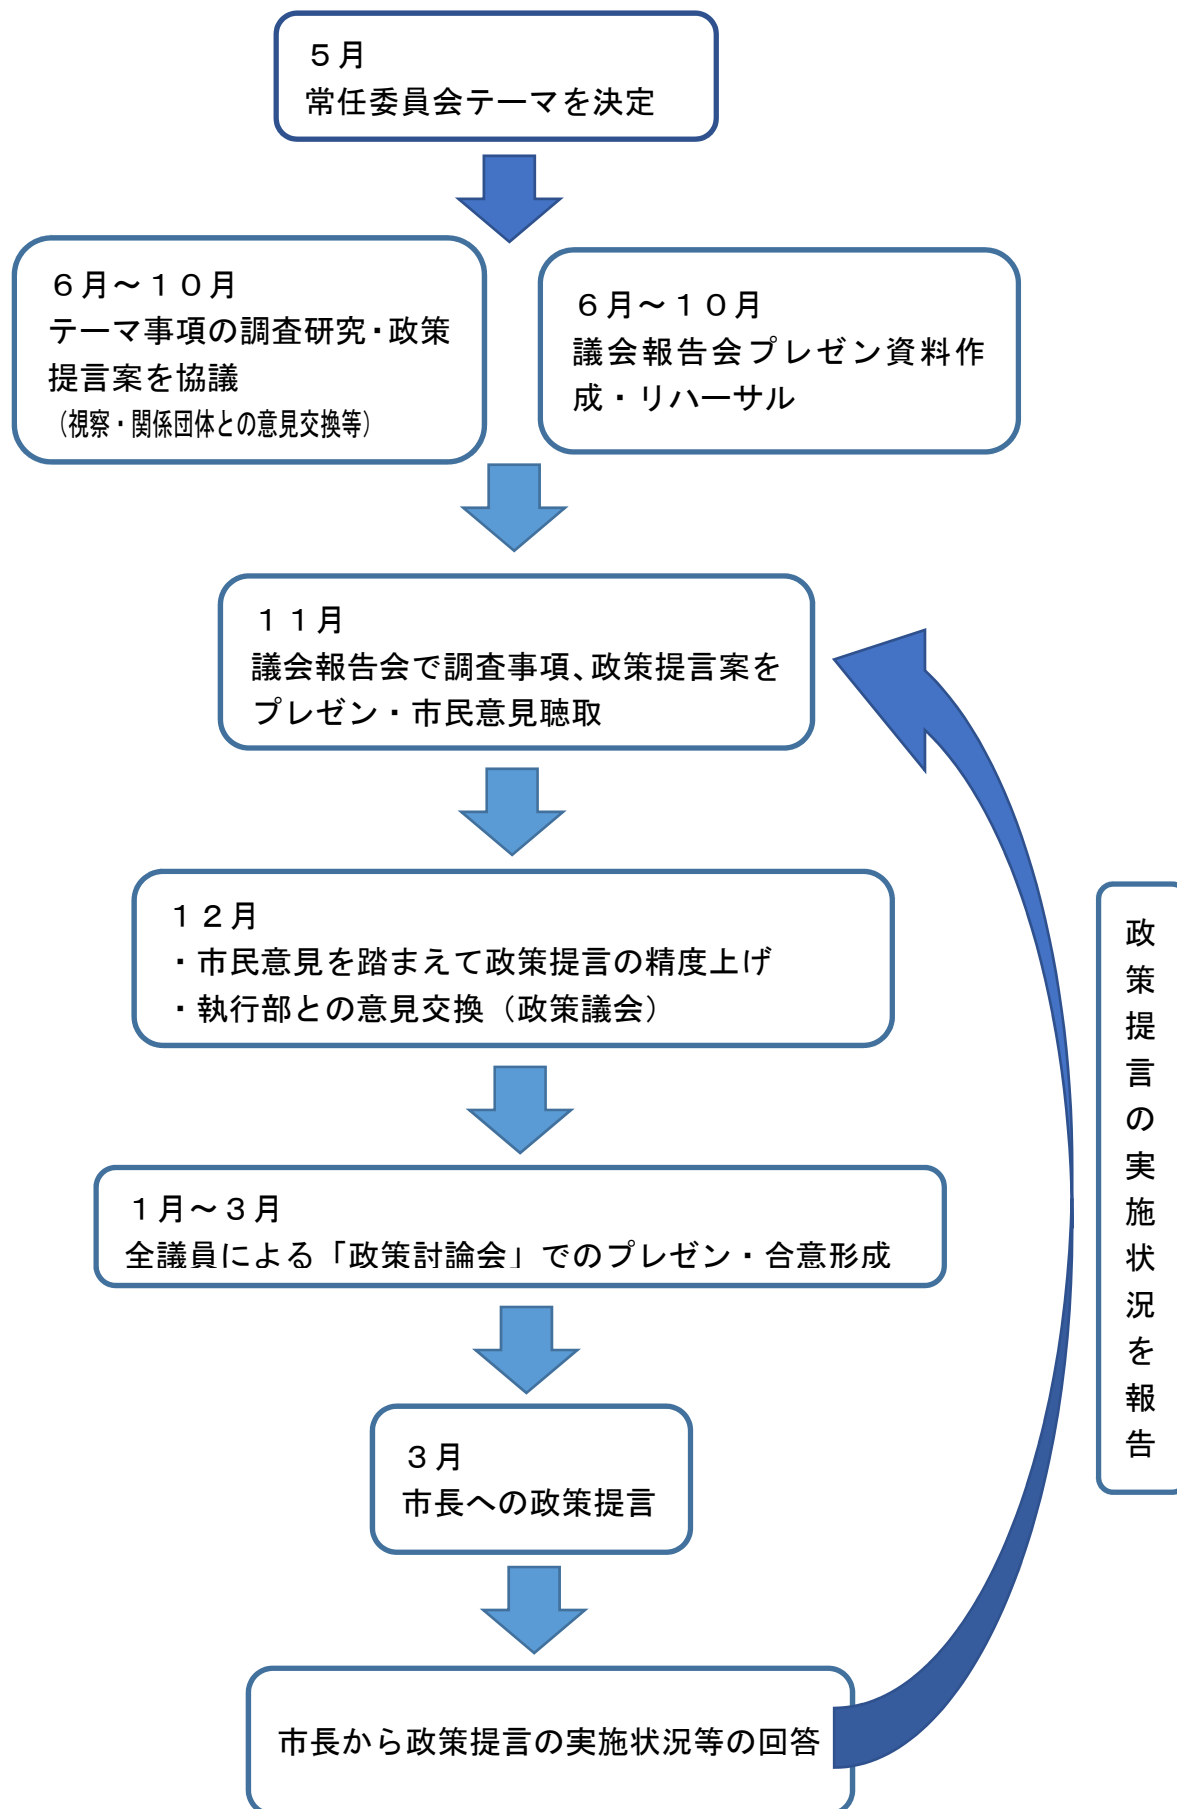 ５月
常任委員会テーマを決定
６月～１０月
テーマ事項の調査研究・政策
提言案を協議
（視察・関係団体との意見交換等）
６月～１０月
議会報告会プレゼン資料作
成・リハーサル
１１月
議会報告会で調査事項、政策提言案を
プレゼン・市民意見聴取
１２月
・市民意見を踏まえて政策提言の精度上げ
・執行部との意見交換（政策議会）
１月～３月
全議員による「政策討論会」でのプレゼン・合意形成
３月
市長への政策提言
市長から政策提言の実施状況等の回答
政策提言の実施状況を報告